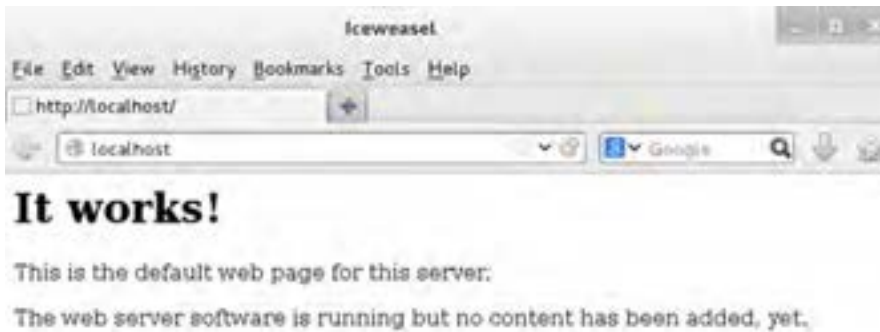 Iceweasel
File Edit View History Bookmarks Tools Help
http://localhost/
localhost
Google
It works!
This is the default web page for this server.
The web server software is running but no content has been added, yet.